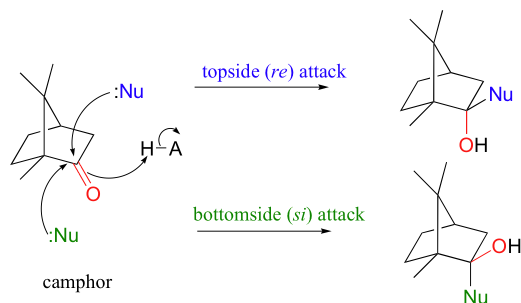 :Nu
topside (re) attack
Nu
OH
H–A
O
:Nu
bottomside (si) attack
OH
Nu
camphor